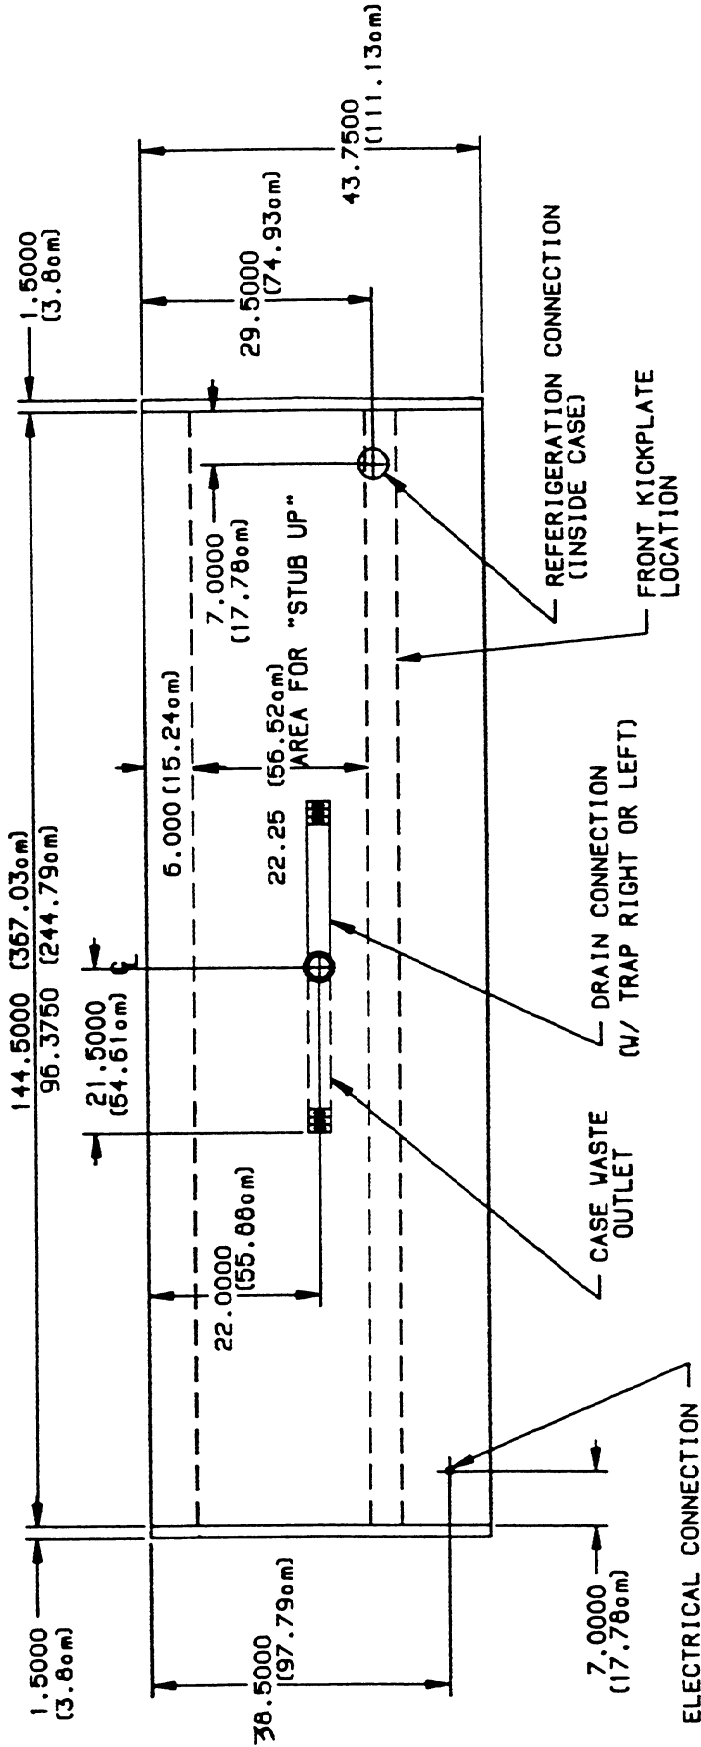 144.5000 (367.03cm)
96.3750 (244.79cm)
1.5000
(3.8cm)
1.5000
(3.8cm)
21.5000
(54.61cm)
CL
6.000 (15.24cm)
22.25 (56.52cm)
AREA FOR "STUB UP"
7.0000
(17.78cm)
29.5000
(74.93cm)
43.7500
(111.13cm)
22.0000
(55.88cm)
38.5000
(97.79cm)
7.0000
(17.78cm)
ELECTRICAL CONNECTION
CASE WASTE
OUTLET
DRAIN CONNECTION
(W/ TRAP RIGHT OR LEFT)
REFERIGERATION CONNECTION
(INSIDE CASE)
FRONT KICKPLATE
LOCATION